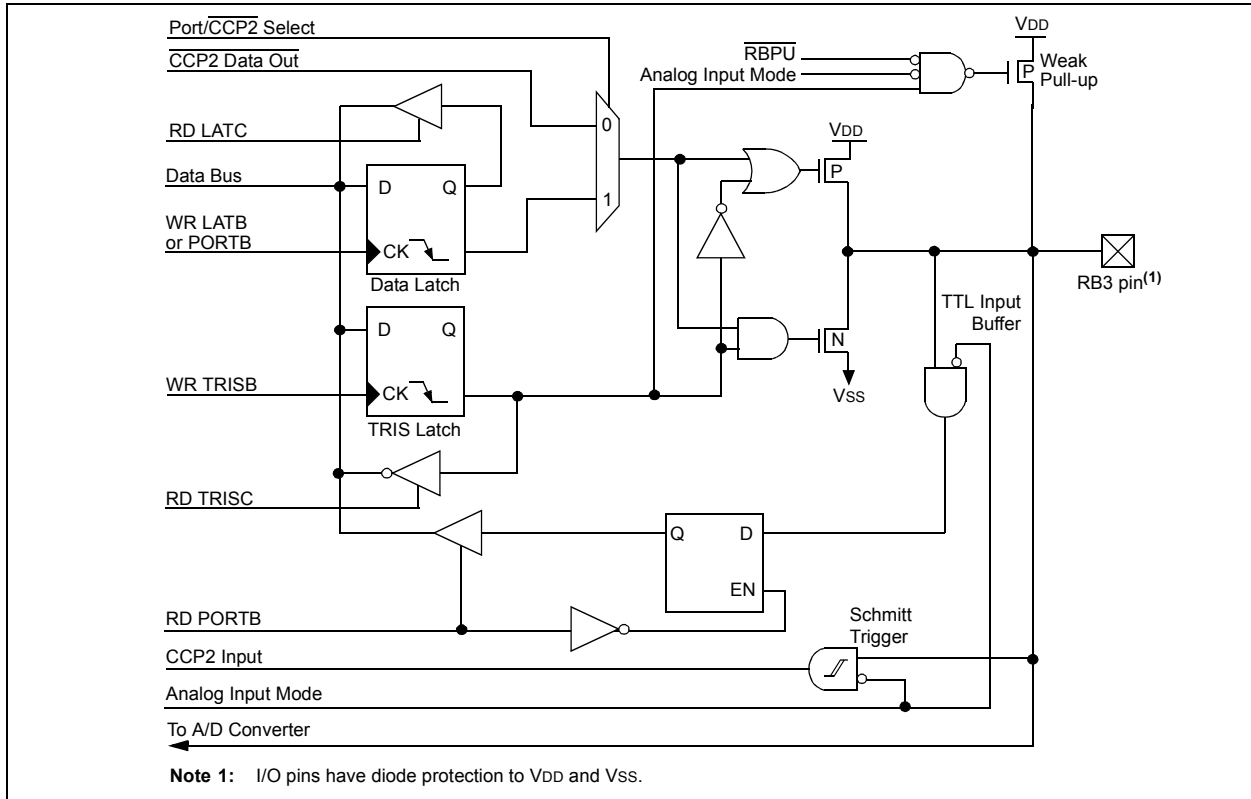 Port/CCP2 Select
CCP2 Data Out
RD LATC
Data Bus
WR LATB
or PORTB
D
Q
CK
Data Latch
0
1
D
Q
CK
TRIS Latch
WR TRISB
RD TRISC
RBPU
Analog Input Mode
VDD
P
Weak
Pull-up
VDD
P
N
VSS
RB3 pin(1)
TTL Input
Buffer
Q
D
EN
RD PORTB
Schmitt
Trigger
CCP2 Input
Analog Input Mode
To A/D Converter
Note 1: I/O pins have diode protection to VDD and VSS.